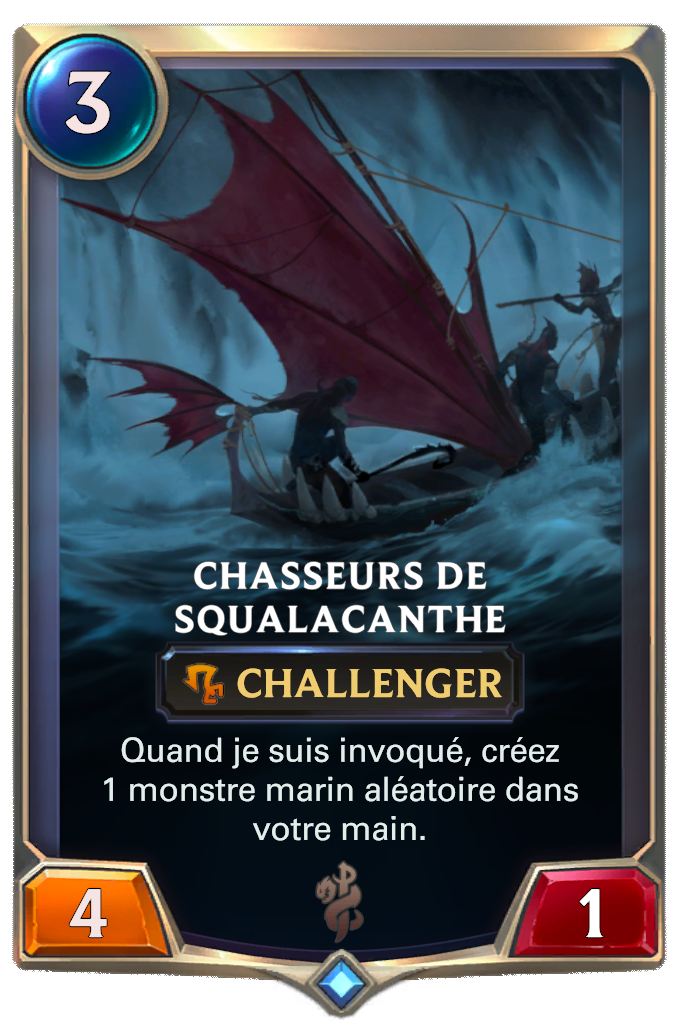 3
CHASSEURS DE
SQUALACANTHE
CHALLENGER
Quand je suis invoqué, créez
1 monstre marin aléatoire dans
votre main.
4
1